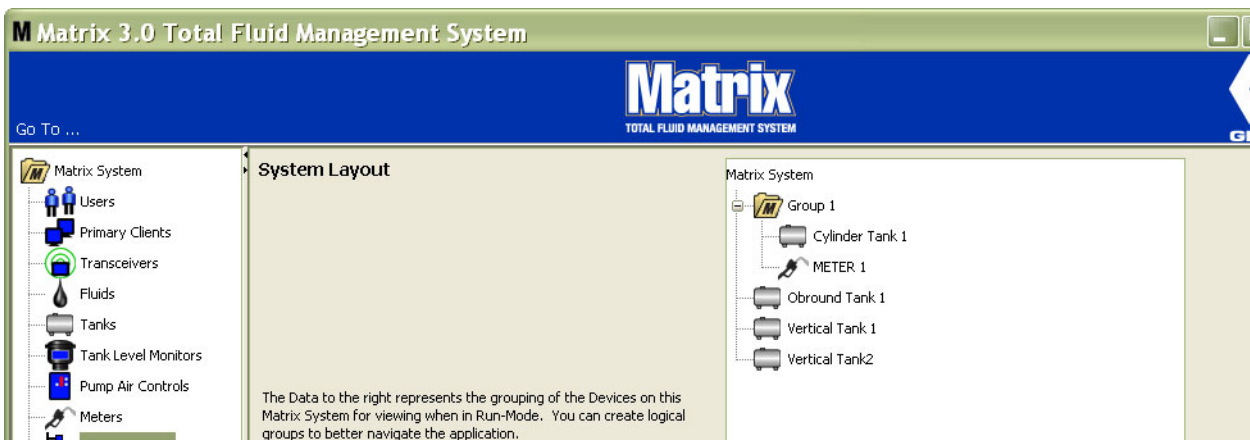 M Matrix 3.0 Total Fluid Management System
Matrix
TOTAL FLUID MANAGEMENT SYSTEM
Go To ...
Matrix System
Users
Primary Clients
Transceivers
Fluids
Tanks
Tank Level Monitors
Pump Air Controls
Meters
System Layout
The Data to the right represents the grouping of the Devices on this
Matrix System for viewing when in Run-Mode. You can create logical
groups to better navigate the application.
Matrix System
Group 1
Cylinder Tank 1
METER 1
Obround Tank 1
Vertical Tank 1
Vertical Tank2